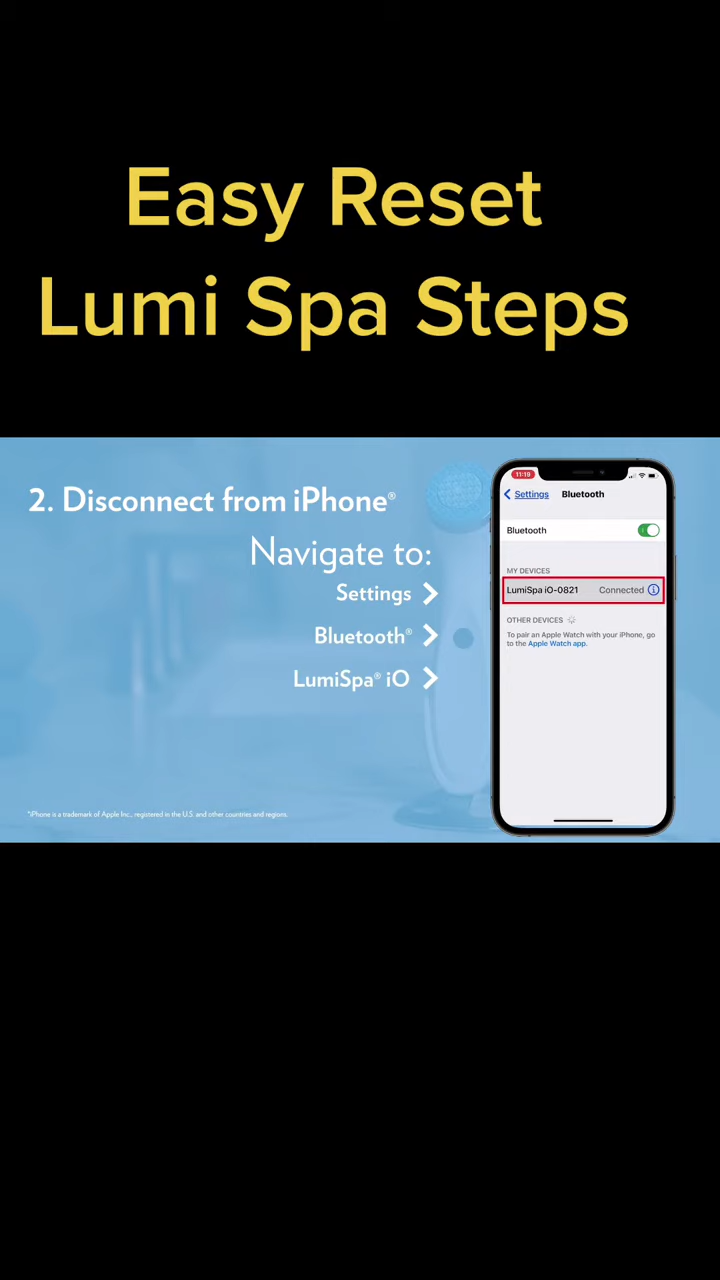 Easy Reset
Lumi Spa Steps
2. Disconnect from iPhone®
Navigate to:
Settings
Bluetooth®
LumiSpa® iO
*iPhone is a trademark of Apple Inc., registered in the U.S. and other countries and regions.
11:19
Settings Bluetooth
Bluetooth
MY DEVICES
LumiSpa iO-0821 Connected
OTHER DEVICES
To pair an Apple Watch with your iPhone, go
to the Apple Watch app.